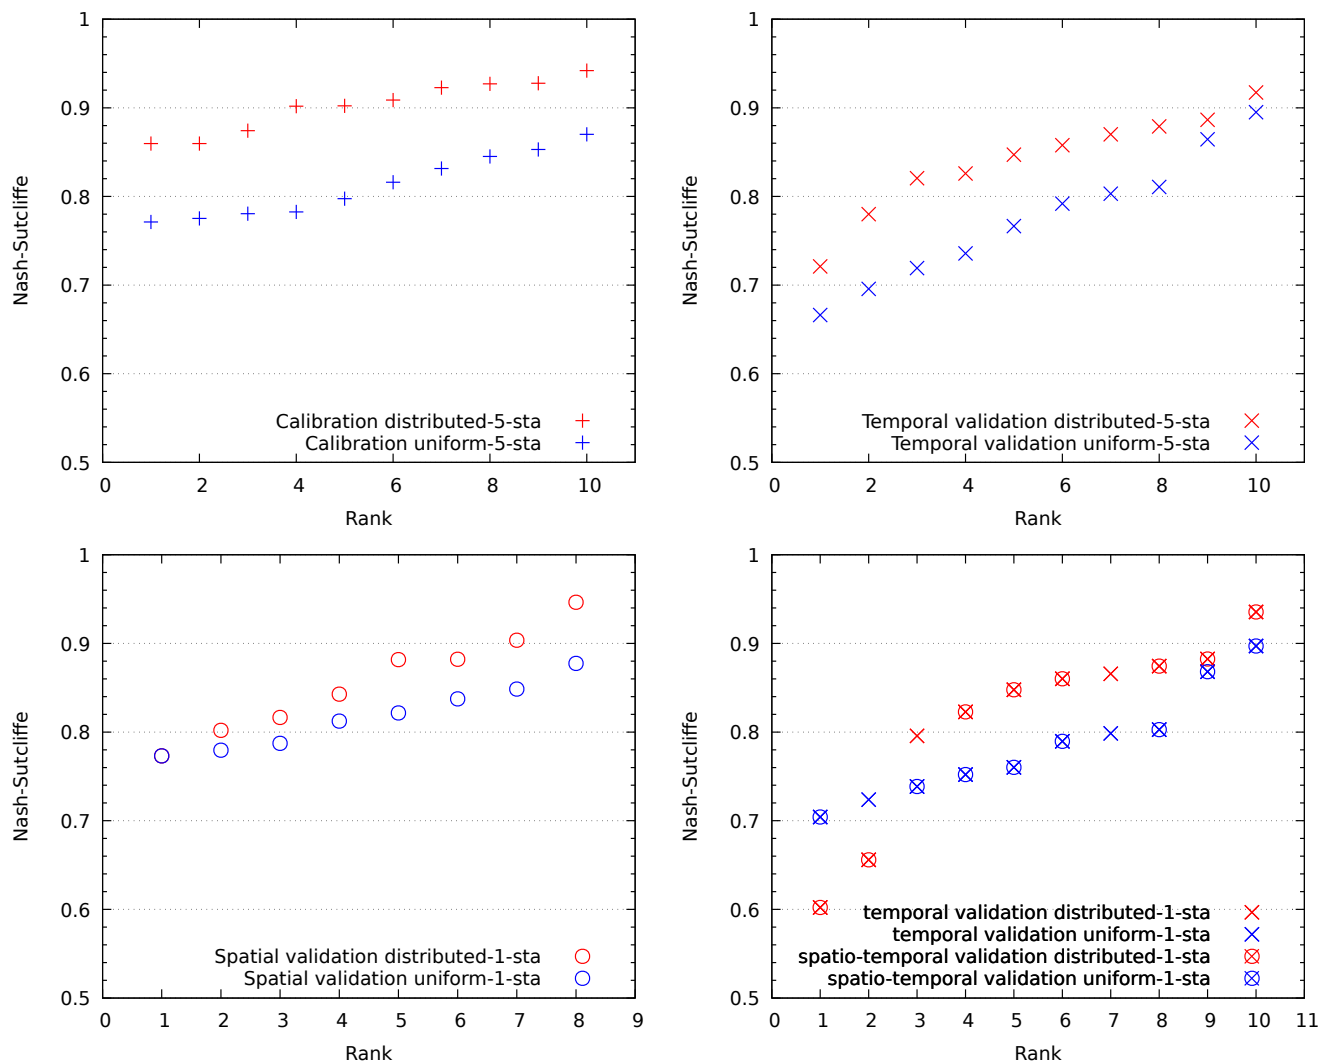 1
0.9
0.8
0.7
0.6
0.5
Nash-Sutcliffe
Calibration distributed-5-sta
Calibration uniform-5-sta
0 2 4 6 8 10
Rank
1
0.9
0.8
0.7
0.6
0.5
Nash-Sutcliffe
Temporal validation distributed-5-sta
Temporal validation uniform-5-sta
0 2 4 6 8 10
Rank
1
0.9
0.8
0.7
0.6
0.5
Nash-Sutcliffe
Spatial validation distributed-1-sta
Spatial validation uniform-1-sta
0 1 2 3 4 5 6 7 8 9
Rank
1
0.9
0.8
0.7
0.6
0.5
Nash-Sutcliffe
temporal validation distributed-1-sta
temporal validation uniform-1-sta
spatio-temporal validation distributed-1-sta
spatio-temporal validation uniform-1-sta
0 1 2 3 4 5 6 7 8 9 10 11
Rank